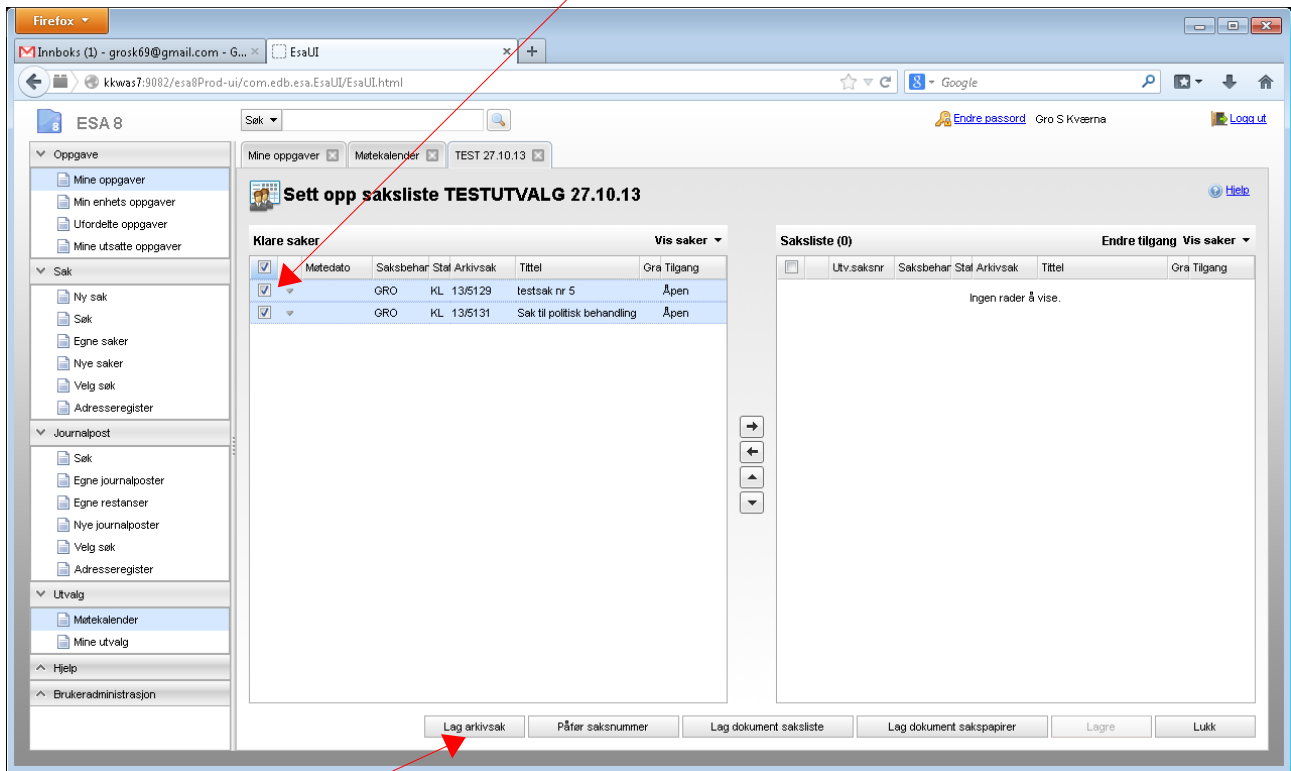 Firefox
Innboks (1) - grosk69@gmail.com - G...
EsaUI
kkwas7:9082/esa8Prod-ui/com.edb.esa.EsaUI/EsaUI.html
Google
ESA 8
Søk
Endre passord
Gro S Kværna
Logg ut
Oppgave
Mine oppgaver
Min enhets oppgaver
Ufordelte oppgaver
Mine utsatte oppgaver
Sak
Ny sak
Søk
Egne saker
Nye saker
Velg søk
Adresseregister
Journalpost
Søk
Egne journalposter
Egne restanser
Nye journalposter
Velg søk
Adresseregister
Utvalg
Møtekalender
Mine utvalg
Hjelp
Brukeradministrasjon
Mine oppgaver
Møtekalender
TEST 27.10.13
Sett opp saksliste TESTUTVALG 27.10.13
Hjelp
Klare saker
Vis saker
Møtedato Saksbehar Stat Arkivsak Tittel Gra Tilgang
GRO KL 13/5129 testsak nr 5 Åpen
GRO KL 13/5131 Sak til politisk behandling Åpen
Saksliste (0)
Endre tilgang Vis saker
Utv.saksnr Saksbehar Stat Arkivsak Tittel Gra Tilgang
Ingen rader å vise.
Lag arkivsak
Påfør saksnummer
Lag dokument saksliste
Lag dokument sakspapirer
Lagre
Lukk